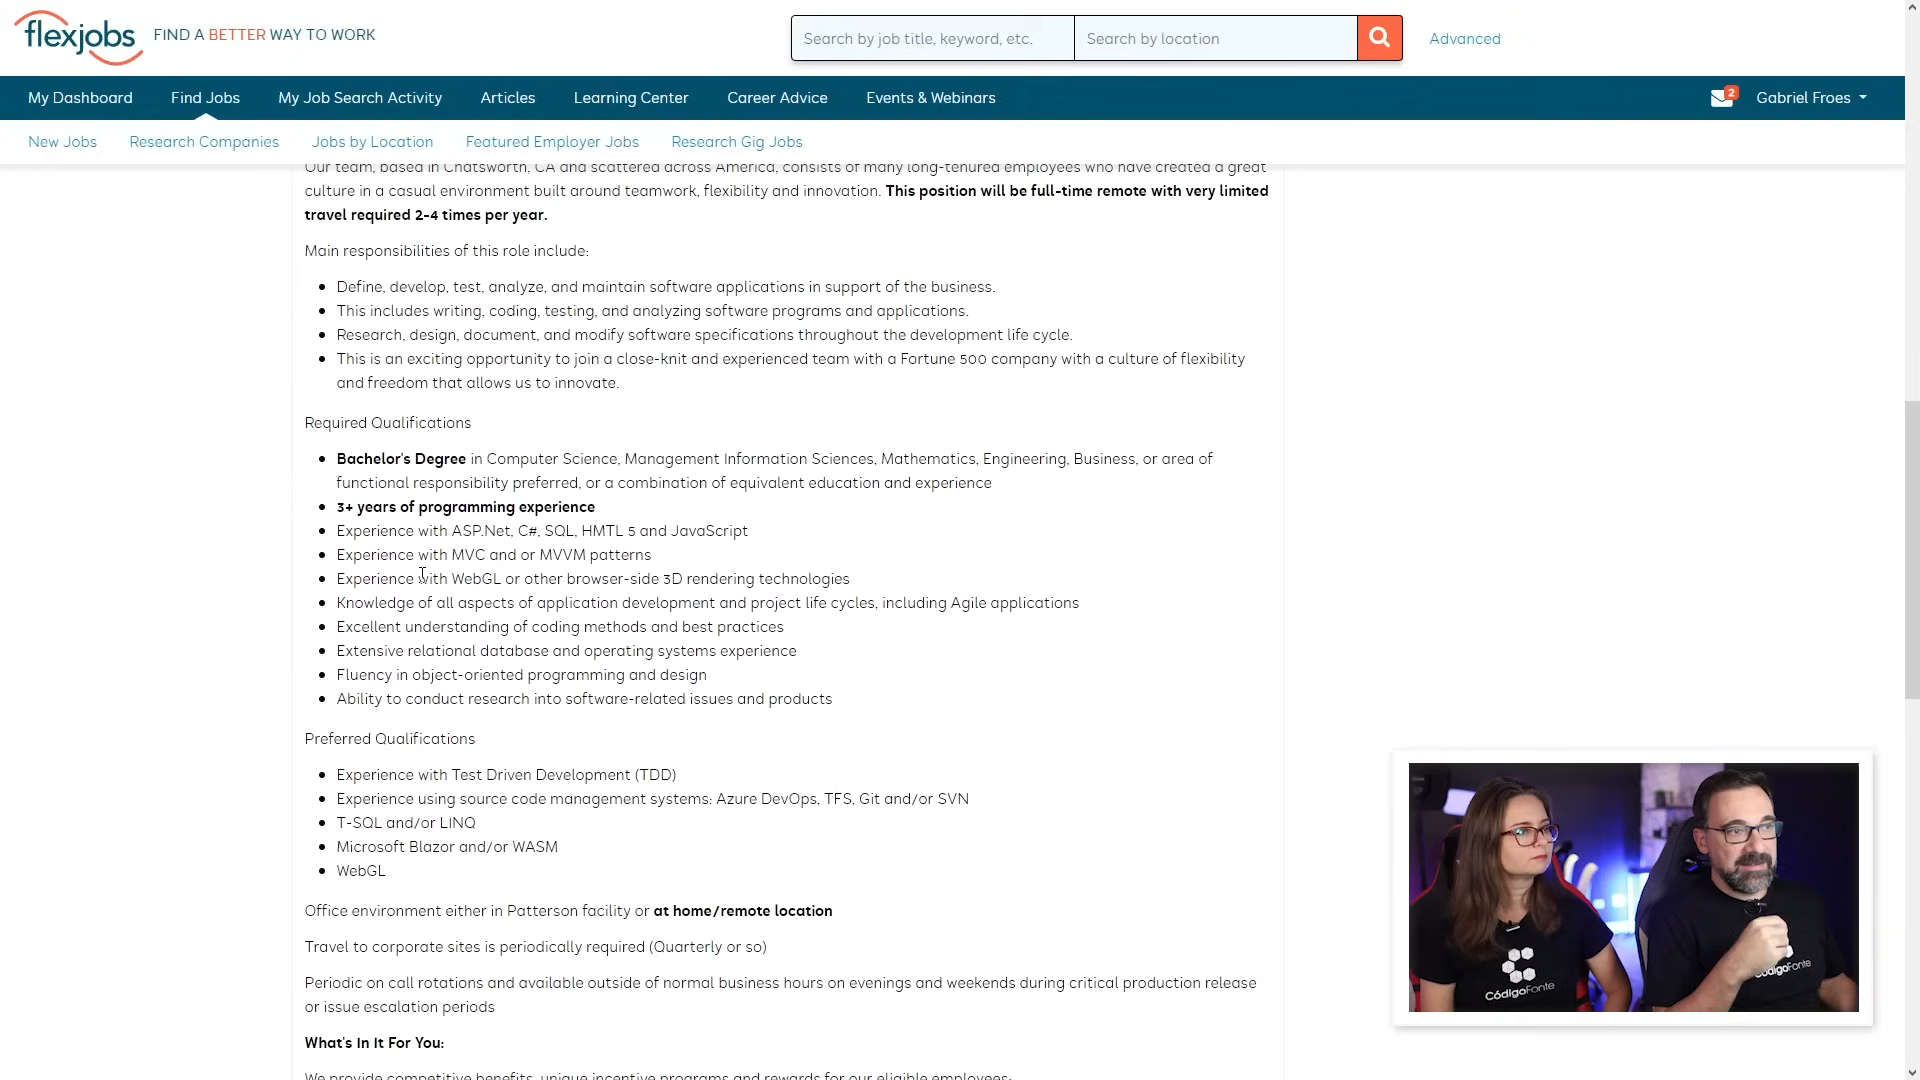 flexjobs FIND A BETTER WAY TO WORK
Search by job title, keyword, etc. Search by location Advanced
My Dashboard Find Jobs My Job Search Activity Articles Learning Center Career Advice Events & Webinars 2 Gabriel Froes
New Jobs Research Companies Jobs by Location Featured Employer Jobs Research Gig Jobs
Our team, based in Chatsworth, CA and scattered across America, consists of many long-tenured employees who have created a great
culture in a casual environment built around teamwork, flexibility and innovation. This position will be full-time remote with very limited
travel required 2-4 times per year.
Main responsibilities of this role include:
Define, develop, test, analyze, and maintain software applications in support of the business.
This includes writing, coding, testing, and analyzing software programs and applications.
Research, design, document, and modify software specifications throughout the development life cycle.
This is an exciting opportunity to join a close-knit and experienced team with a Fortune 500 company with a culture of flexibility
and freedom that allows us to innovate.
Required Qualifications
Bachelor's Degree in Computer Science, Management Information Sciences, Mathematics, Engineering, Business, or area of
functional responsibility preferred, or a combination of equivalent education and experience
3+ years of programming experience
Experience with ASP.Net, C#, SQL, HMTL 5 and JavaScript
Experience with MVC and or MVVM patterns
Experience with WebGL or other browser-side 3D rendering technologies
Knowledge of all aspects of application development and project life cycles, including Agile applications
Excellent understanding of coding methods and best practices
Extensive relational database and operating systems experience
Fluency in object-oriented programming and design
Ability to conduct research into software-related issues and products
Preferred Qualifications
Experience with Test Driven Development (TDD)
Experience using source code management systems: Azure DevOps, TFS, Git and/or SVN
T-SQL and/or LINQ
Microsoft Blazor and/or WASM
WebGL
Office environment either in Patterson facility or at home/remote location
Travel to corporate sites is periodically required (Quarterly or so)
Periodic on call rotations and available outside of normal business hours on evenings and weekends during critical production release
or issue escalation periods
What's In It For You:
We provide competitive benefits, unique incentive programs and rewards for our eligible employees:
CódigoFonte
códigoFonte